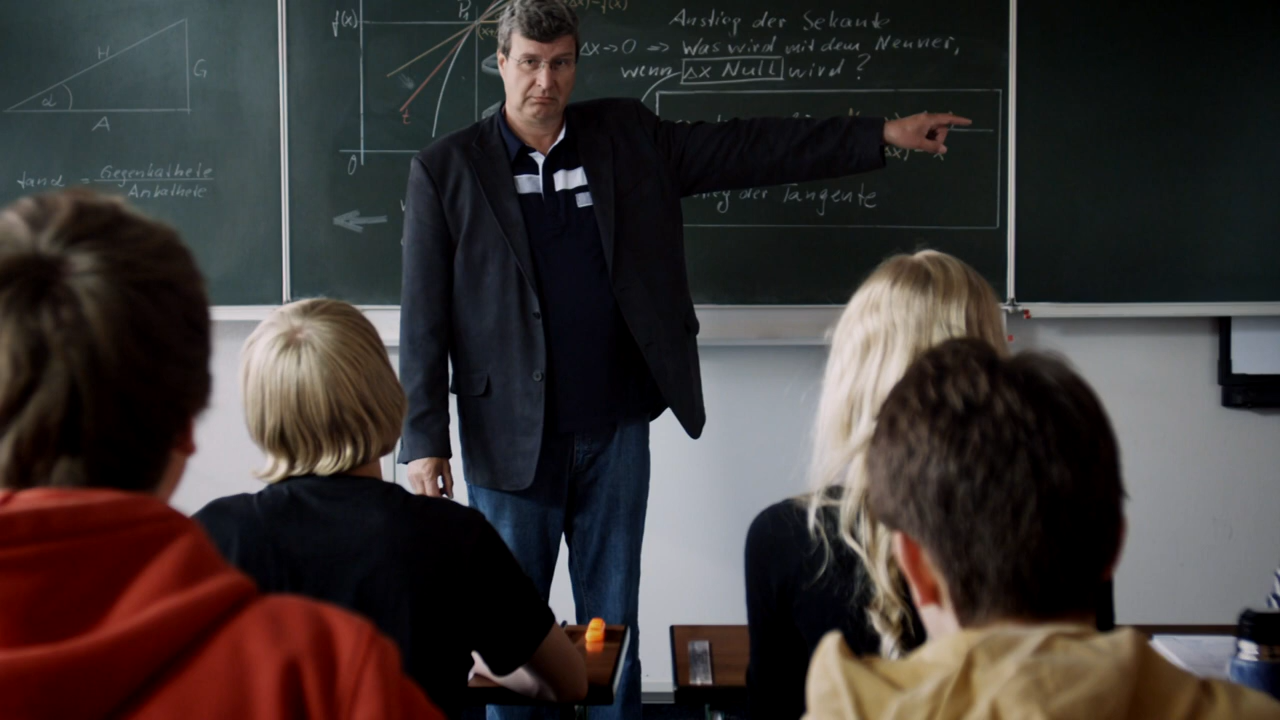 H
G
α
A
tan α = Gegenkathete
Ankathete
f(x)
P₁
t
0
Anstieg der Sekante
Δx→0 => Was wird mit dem Nenner,
wenn Δx Null wird?
der Tangente